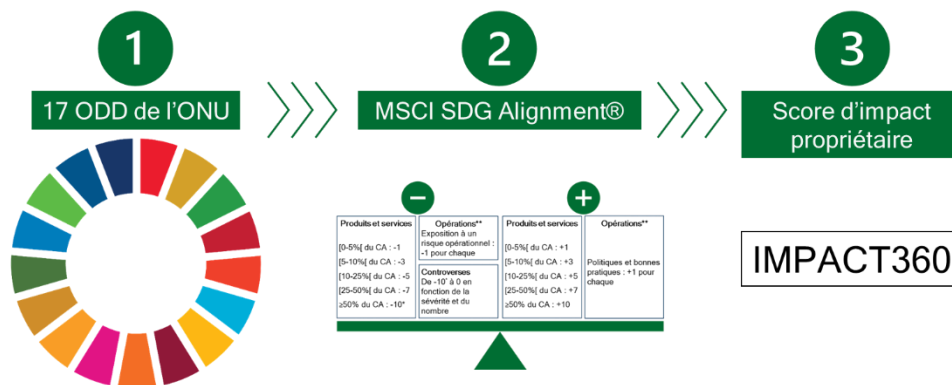 1
17 ODD de l’ONU
2
MSCI SDG Alignment®
3
Score d’impact
propriétaire
−
Produits et services
[0-5%[ du CA : -1
[5-10%[ du CA : -3
[10-25%[ du CA : -5
[25-50%[ du CA : -7
≥50% du CA : -10*
Opérations**
Exposition à un
risque opérationnel :
-1 pour chaque
Controverses
De -10* à 0 en
fonction de la
sévérité et du
nombre
+
Produits et services
[0-5%[ du CA : +1
[5-10%[ du CA : +3
[10-25%[ du CA : +5
[25-50%[ du CA : +7
≥50% du CA : +10
Opérations**
Politiques et bonnes
pratiques : +1 pour
chaque
IMPACT360